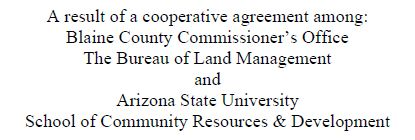 A result of a cooperative agreement among:
Blaine County Commissioner's Office
The Bureau of Land Management
and
Arizona State University
School of Community Resources & Development